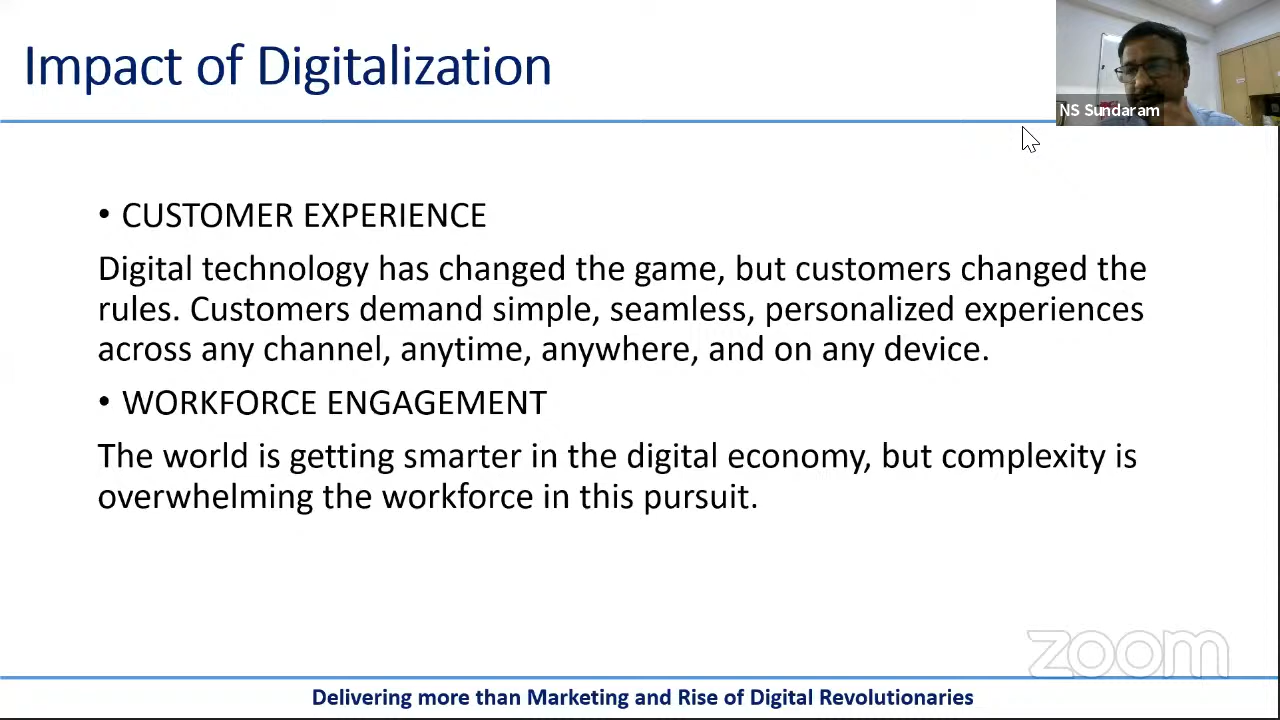 Impact of Digitalization
NS Sundaram
• CUSTOMER EXPERIENCE
Digital technology has changed the game, but customers changed the
rules. Customers demand simple, seamless, personalized experiences
across any channel, anytime, anywhere, and on any device.
• WORKFORCE ENGAGEMENT
The world is getting smarter in the digital economy, but complexity is
overwhelming the workforce in this pursuit.
zoom
Delivering more than Marketing and Rise of Digital Revolutionaries